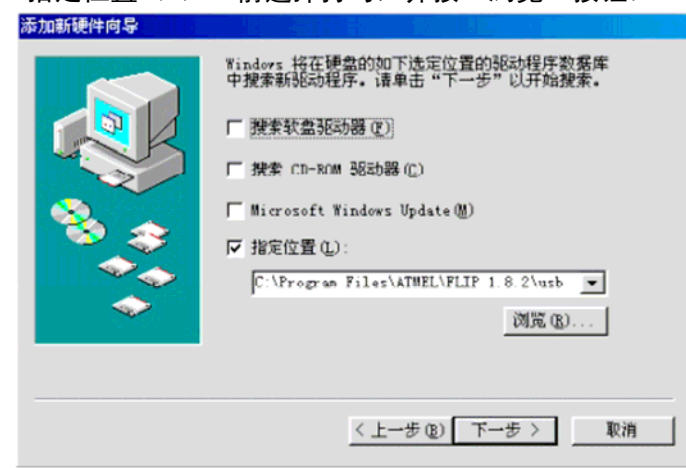 添加新硬件向导
Windows 将在硬盘的如下选定位置的驱动程序数据库
中搜索新驱动程序。请单击“下一步”以开始搜索。
搜索软盘驱动器(F)
搜索 CD-ROM 驱动器(C)
Microsoft Windows Update(M)
指定位置(L):
C:\Program Files\ATMEL\FLIP 1.8.2\usb
浏览(R)...
< 上一步(B)
下一步 >
取消